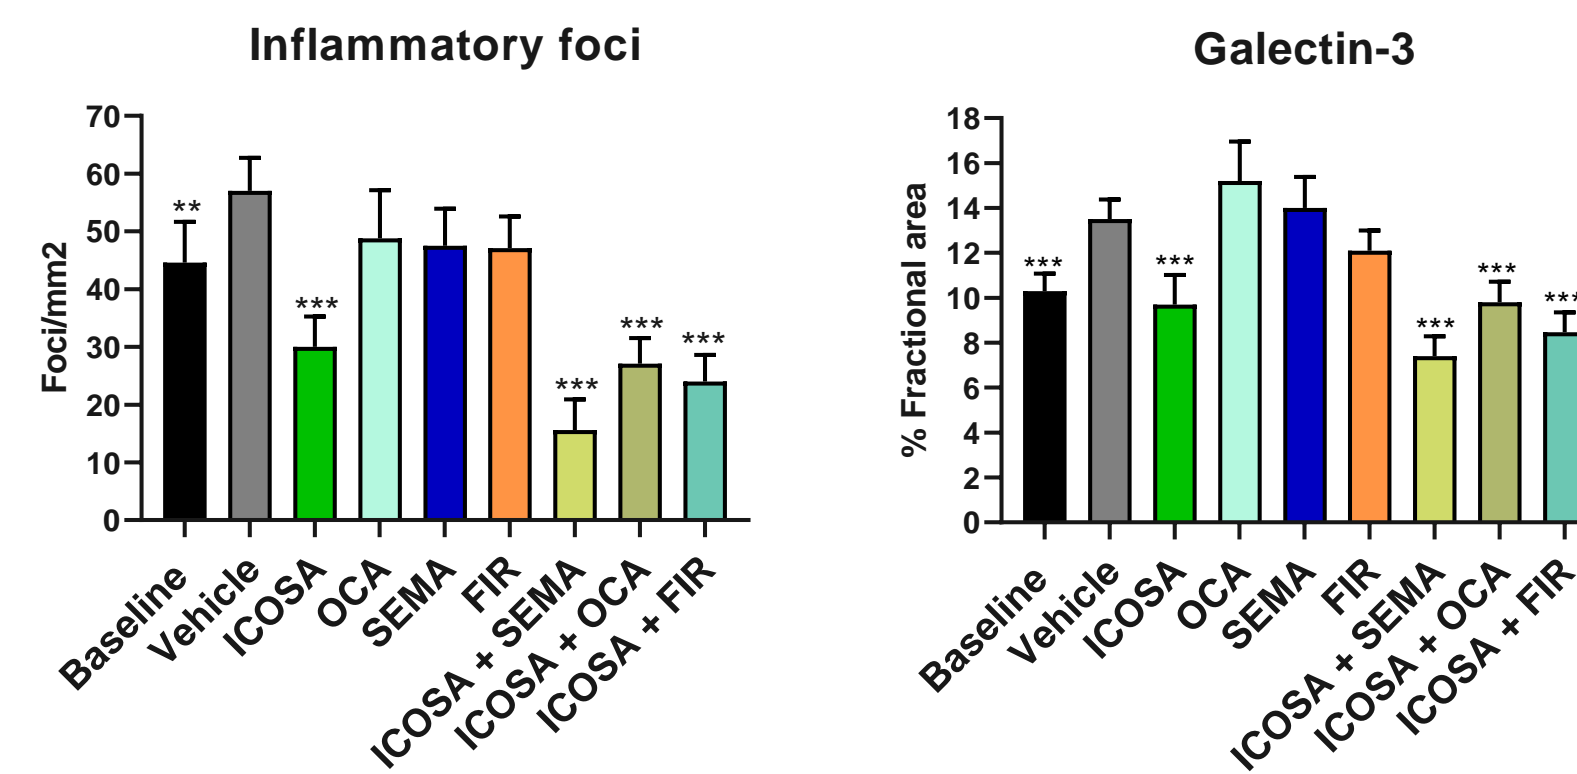 Inflammatory foci
Foci/mm2
70
60
50
40
30
20
10
0
**
***
***
***
***
Baseline
Vehicle
ICOSA
OCA
SEMA
FIR
ICOSA + SEMA
ICOSA + OCA
ICOSA + FIR
Galectin-3
% Fractional area
18
16
14
12
10
8
6
4
2
0
***
***
***
***
***
Baseline
Vehicle
ICOSA
OCA
SEMA
FIR
ICOSA + SEMA
ICOSA + OCA
ICOSA + FIR